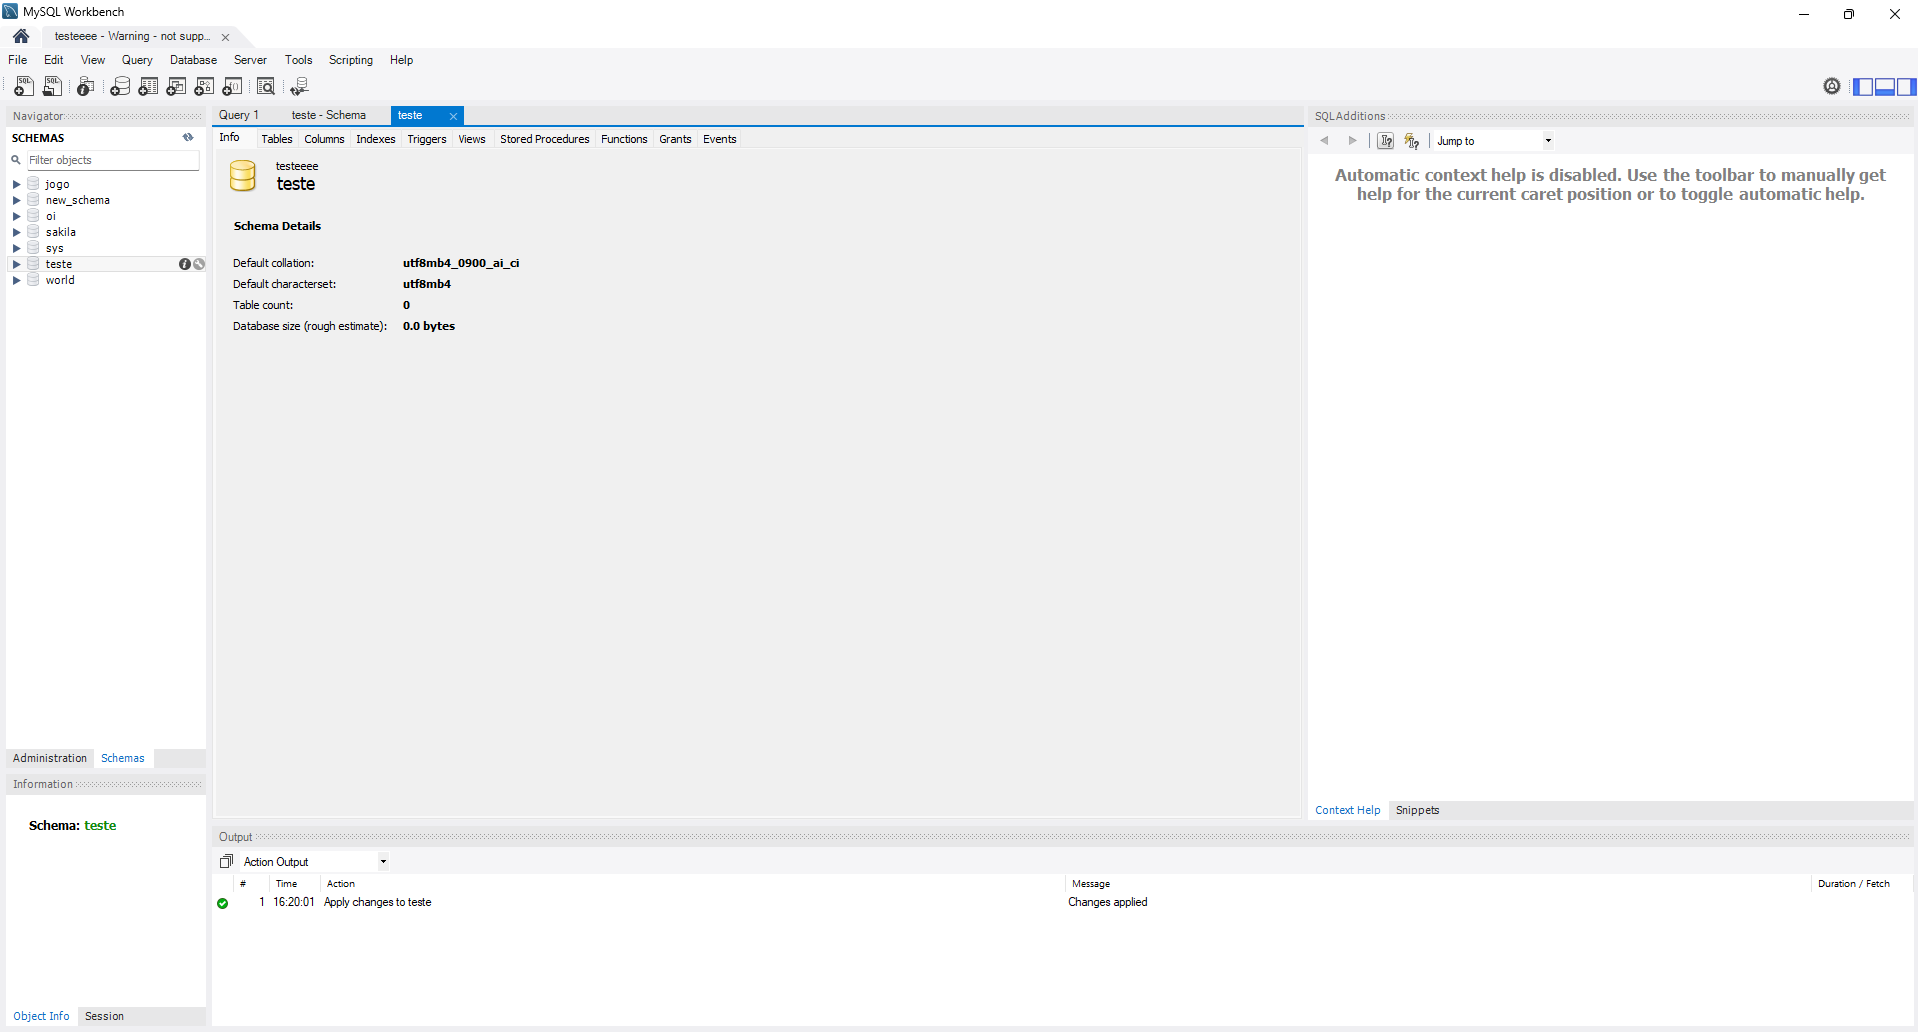 MySQL Workbench
testeeee - Warning - not supp...
File Edit View Query Database Server Tools Scripting Help
Navigator
SCHEMAS
Filter objects
jogo
new_schema
oi
sakila
sys
teste
world
Administration Schemas
Information
Schema: teste
Object Info Session
Query 1 teste - Schema teste
Info Tables Columns Indexes Triggers Views Stored Procedures Functions Grants Events
testeeee
teste
Schema Details
Default collation: utf8mb4_0900_ai_ci
Default characterset: utf8mb4
Table count: 0
Database size (rough estimate): 0.0 bytes
SQLAdditions
Jump to
Automatic context help is disabled. Use the toolbar to manually get
help for the current caret position or to toggle automatic help.
Context Help Snippets
Output
Action Output
# Time Action Message Duration / Fetch
1 16:20:01 Apply changes to teste Changes applied